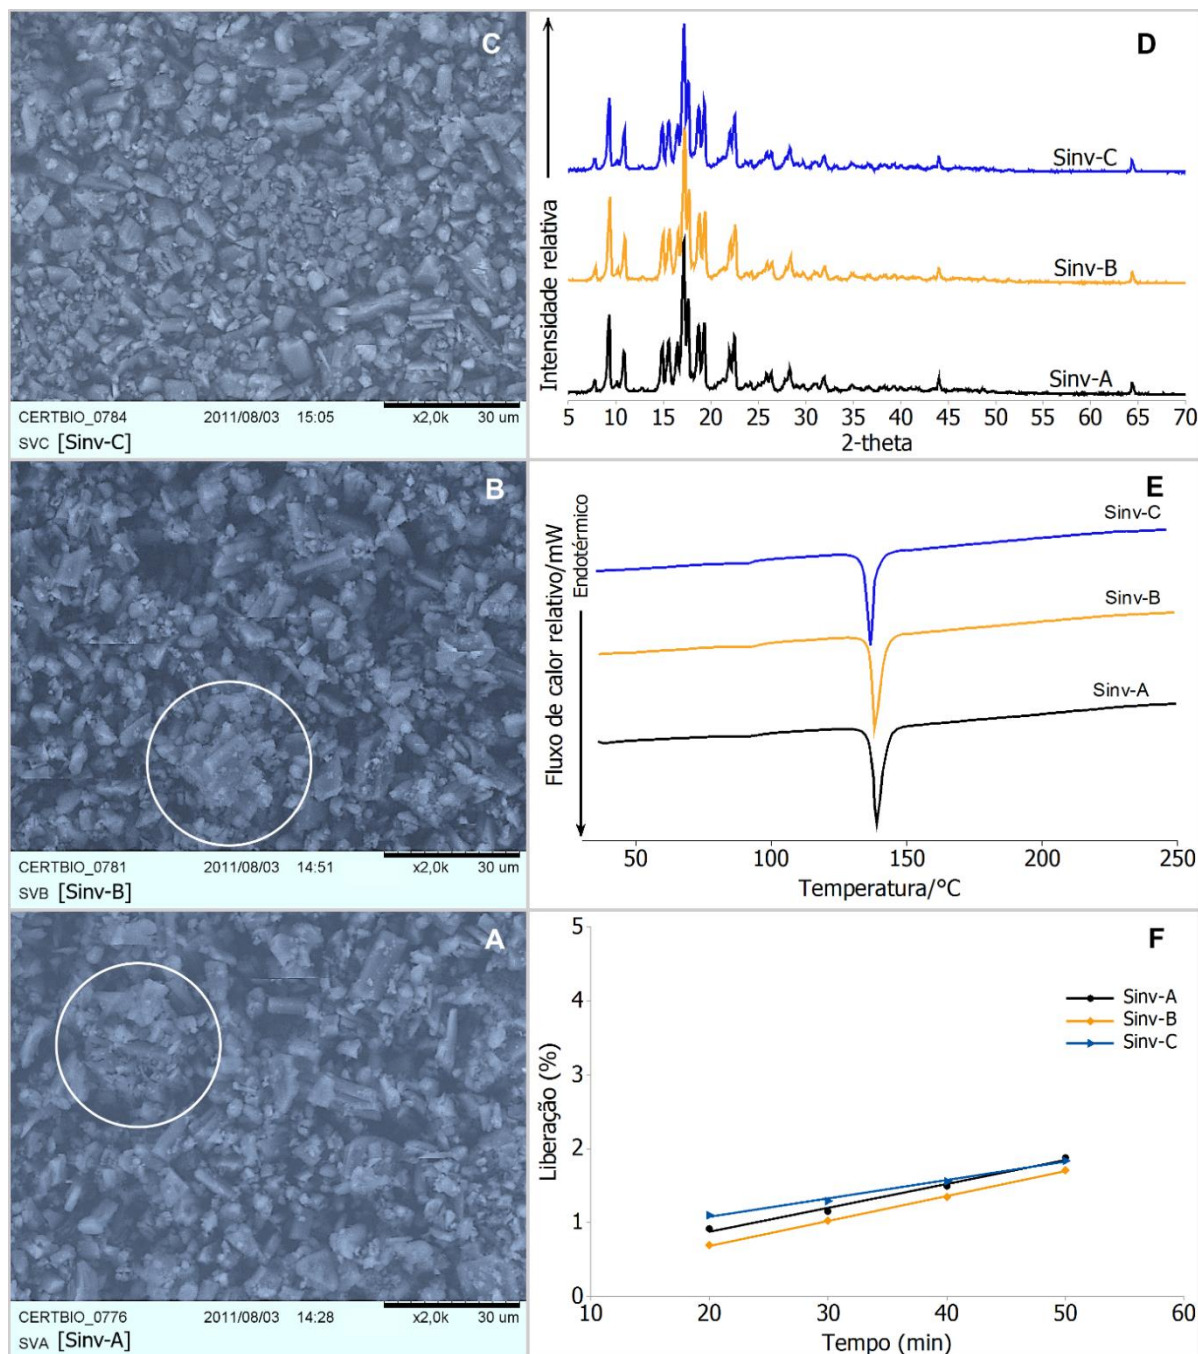 C
CERTBIO_0784 2011/08/03 15:05 x2,0k 30 um
SVC [Sinv-C]
B
CERTBIO_0781 2011/08/03 14:51 x2,0k 30 um
SVB [Sinv-B]
A
CERTBIO_0776 2011/08/03 14:28 x2,0k 30 um
SVA [Sinv-A]
D
Intensidade relativa
Sinv-C
Sinv-B
Sinv-A
5 10 15 20 25 30 35 40 45 50 55 60 65 70
2-theta
E
Fluxo de calor relativo/mW
Endotérmico
Sinv-C
Sinv-B
Sinv-A
50 100 150 200 250
Temperatura/°C
F
Liberação (%)
5
4
3
2
1
0
Sinv-A
Sinv-B
Sinv-C
10 20 30 40 50 60
Tempo (min)